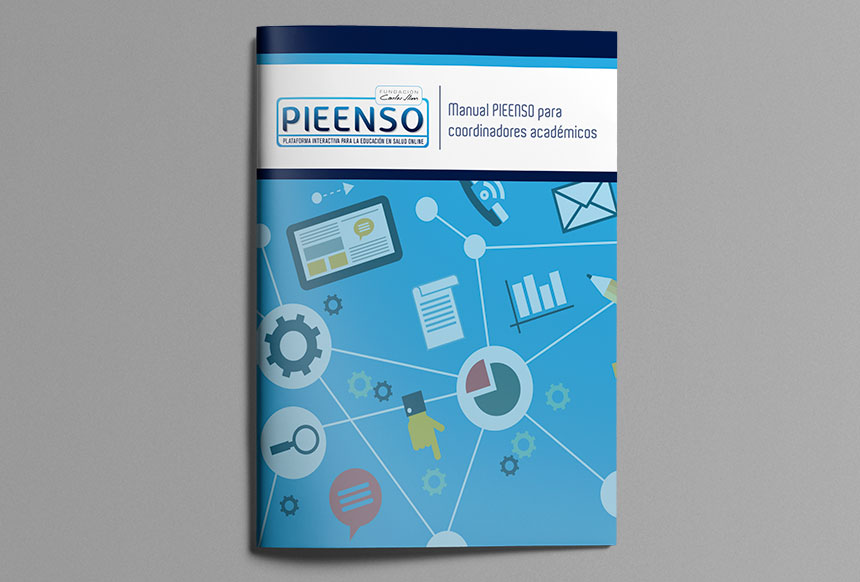 FUNDACIÓN
Carlos Slim
PIEENSO
PLATAFORMA INTERACTIVA PARA LA EDUCACIÓN EN SALUD ONLINE
Manual PIEENSO para
coordinadores académicos